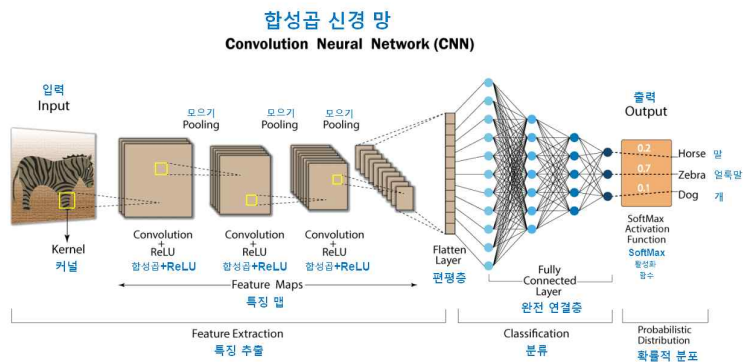 합성곱 신경 망
Convolution Neural Network (CNN)
입력
Input
출력
Output
모으기
Pooling
모으기
Pooling
모으기
Pooling
0.2
Horse 말
0.7
Zebra 얼룩말
0.1
Dog 개
Kernel
커널
Convolution
+
ReLU
합성곱+ReLU
Convolution
+
ReLU
합성곱+ReLU
Convolution
+
ReLU
합성곱+ReLU
Feature Maps
특징 맵
Flatten
Layer
편평층
Fully
Connected
Layer
완전 연결층
SoftMax
Activation
Function
SoftMax
활성화
함수
Feature Extraction
특징 추출
Classification
분류
Probabilistic
Distribution
확률적 분포